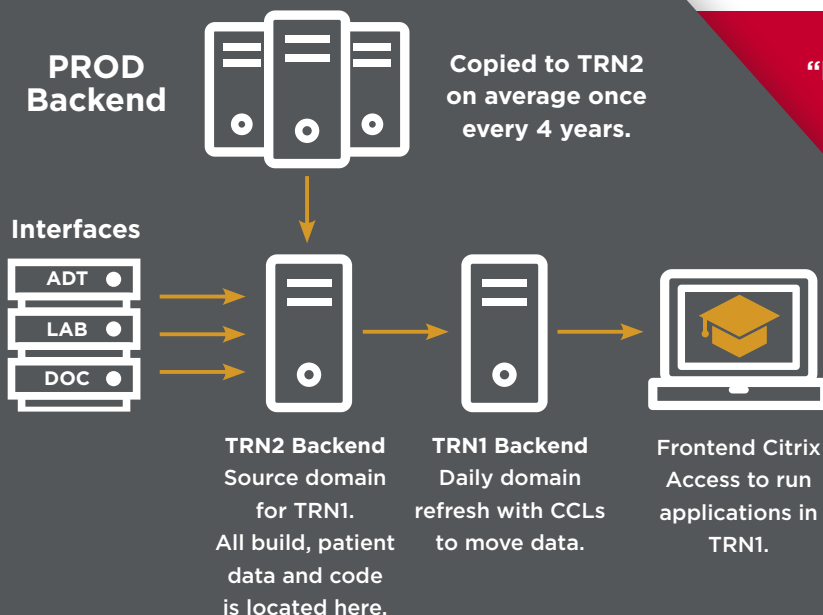 PROD
Backend
Copied to TRN2
on average once
every 4 years.
Interfaces
ADT
LAB
DOC
TRN2 Backend
Source domain
for TRN1.
All build, patient
data and code
is located here.
TRN1 Backend
Daily domain
refresh with CCLs
to move data.
Frontend Citrix
Access to run
applications in
TRN1.